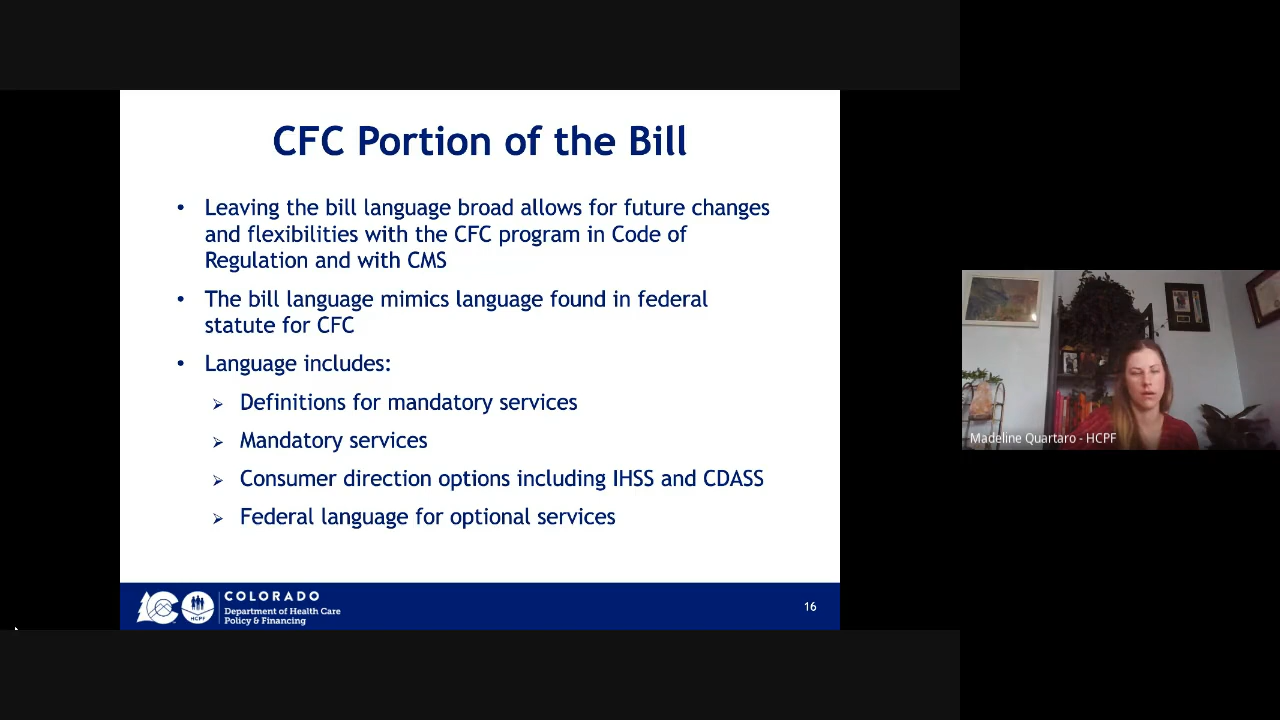 CFC Portion of the Bill
• Leaving the bill language broad allows for future changes
and flexibilities with the CFC program in Code of
Regulation and with CMS
• The bill language mimics language found in federal
statute for CFC
• Language includes:
➢ Definitions for mandatory services
➢ Mandatory services
➢ Consumer direction options including IHSS and CDASS
➢ Federal language for optional services
HCPF
COLORADO
Department of Health Care
Policy & Financing
16
Madeline Quartaro - HCPF